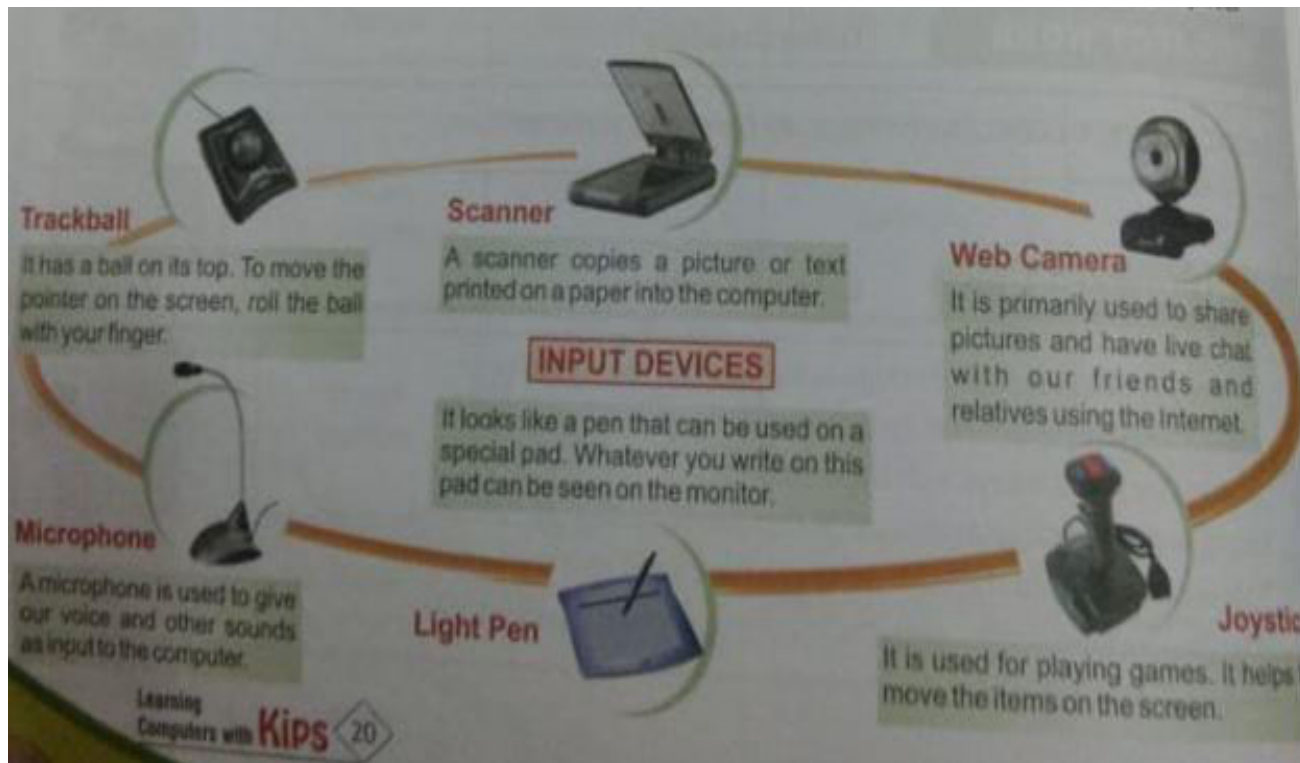 Trackball
It has a ball on its top. To move the
pointer on the screen, roll the ball
with your finger.
Scanner
A scanner copies a picture or text
printed on a paper into the computer.
Web Camera
It is primarily used to share
pictures and have live chat
with our friends and
relatives using the Internet.
INPUT DEVICES
It looks like a pen that can be used on a
special pad. Whatever you write on this
pad can be seen on the monitor.
Light Pen
Microphone
A microphone is used to give
our voice and other sounds
as input to the computer.
Joystic
It is used for playing games. It helps
move the items on the screen.
Learning
Computers with Kips 20